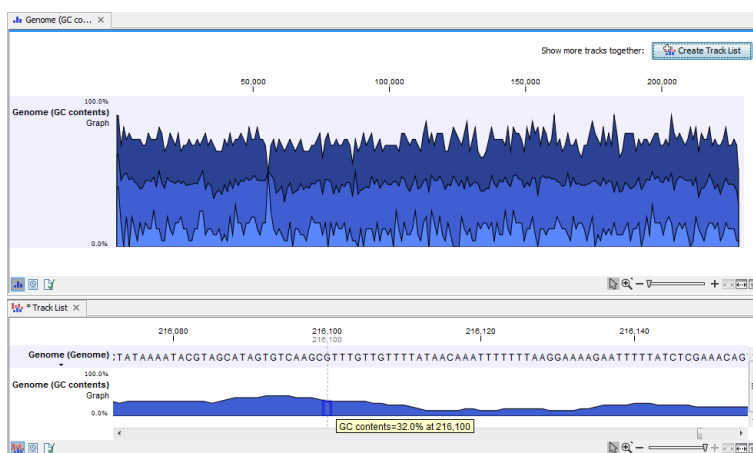 Genome (GC co...
Show more tracks together: Create Track List
50,000 100,000 150,000 200,000
100.0%
Genome (GC contents)
Graph
0.0%
* Track List
216,080 216,100 216,120 216,140
216,100
Genome (Genome) CTATAAAATACGTAGCATAGTGTCAAGCGTTTGTTGTTTTATAACAAATTTTTTTAAGGAAAAGAATTTTTATCTCGAAACAG
100.0%
Genome (GC contents)
Graph
0.0%
GC contents=32.0% at 216,100